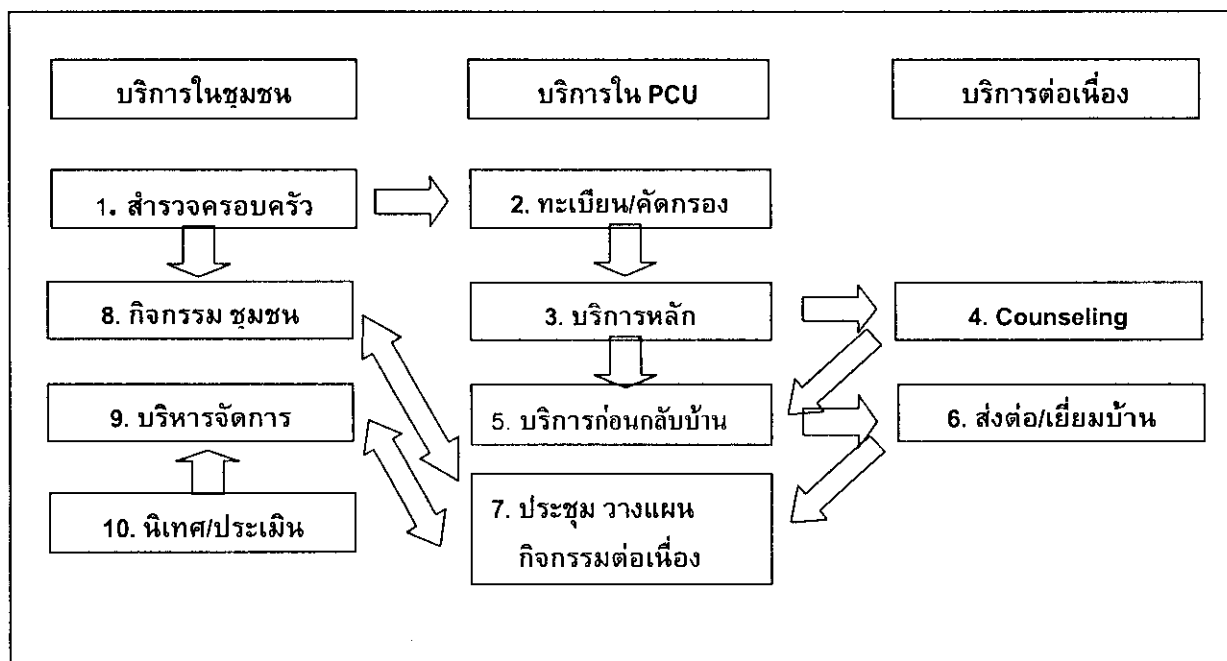 บริการในชุมชน
บริการใน PCU
บริการต่อเนื่อง
1. สำรวจครอบครัว
2. ทะเบียน/คัดกรอง
8. กิจกรรม ชุมชน
3. บริการหลัก
4. Counseling
9. บริหารจัดการ
5. บริการก่อนกลับบ้าน
6. ส่งต่อ/เยี่ยมบ้าน
10. นิเทศ/ประเมิน
7. ประชุม วางแผน
กิจกรรมต่อเนื่อง